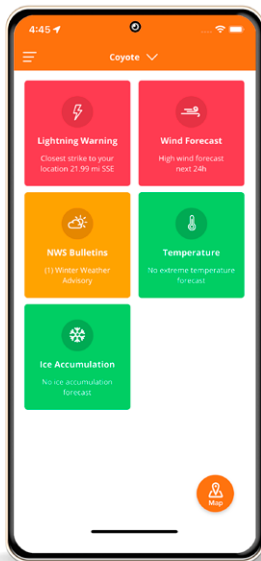 4:45
Coyote
Lightning Warning
Closest strike to your
location 21.99 mi SSE
Wind Forecast
High wind forecast
next 24h
NWS Bulletins
(1) Winter Weather
Advisory
Temperature
No extreme temperature
forecast
Ice Accumulation
No ice accumulation
forecast
Map